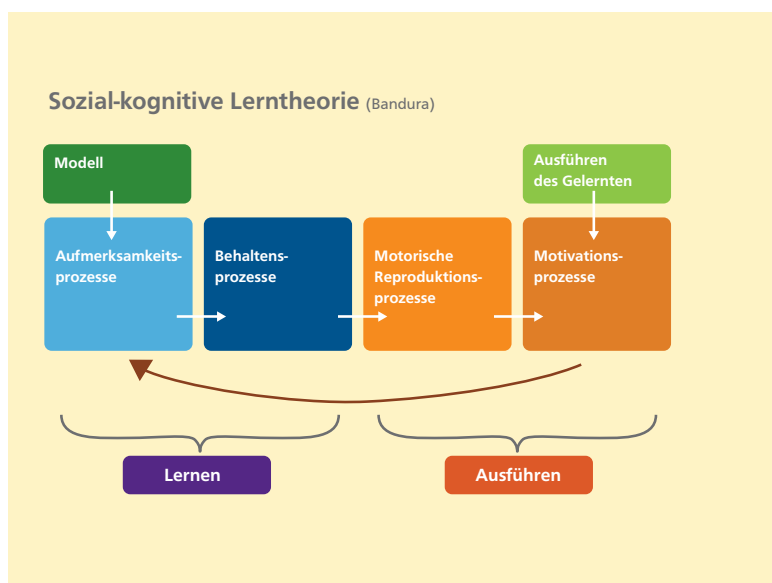 Sozial-kognitive Lerntheorie (Bandura)
Modell
Ausführen
des Gelernten
Aufmerksamkeits-
prozesse
Behaltens-
prozesse
Motorische
Reproduktions-
prozesse
Motivations-
prozesse
Lernen
Ausführen